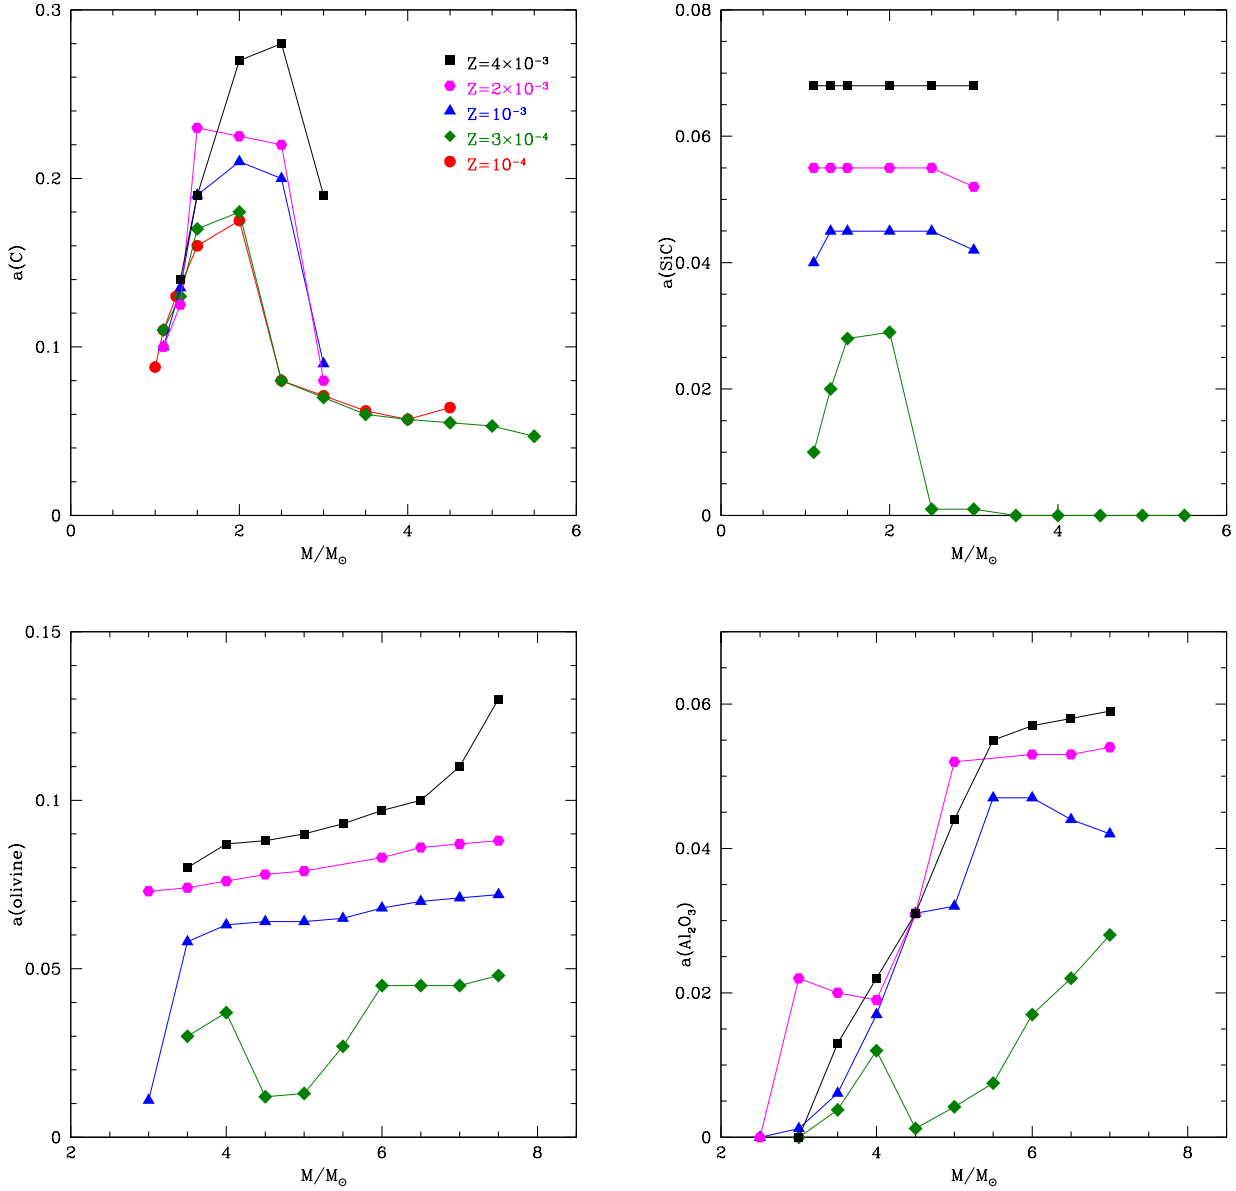 0.3
0.2
0.1
0
a(C)
Z=4×10⁻³
Z=2×10⁻³
Z=10⁻³
Z=3×10⁻⁴
Z=10⁻⁴
0 2 4 6
M/M☉
0.08
0.06
0.04
0.02
0
a(SiC)
0 2 4 6
M/M☉
0.15
0.1
0.05
0
a(olivine)
2 4 6 8
M/M☉
0.06
0.04
0.02
0
a(Al₂O₃)
2 4 6 8
M/M☉